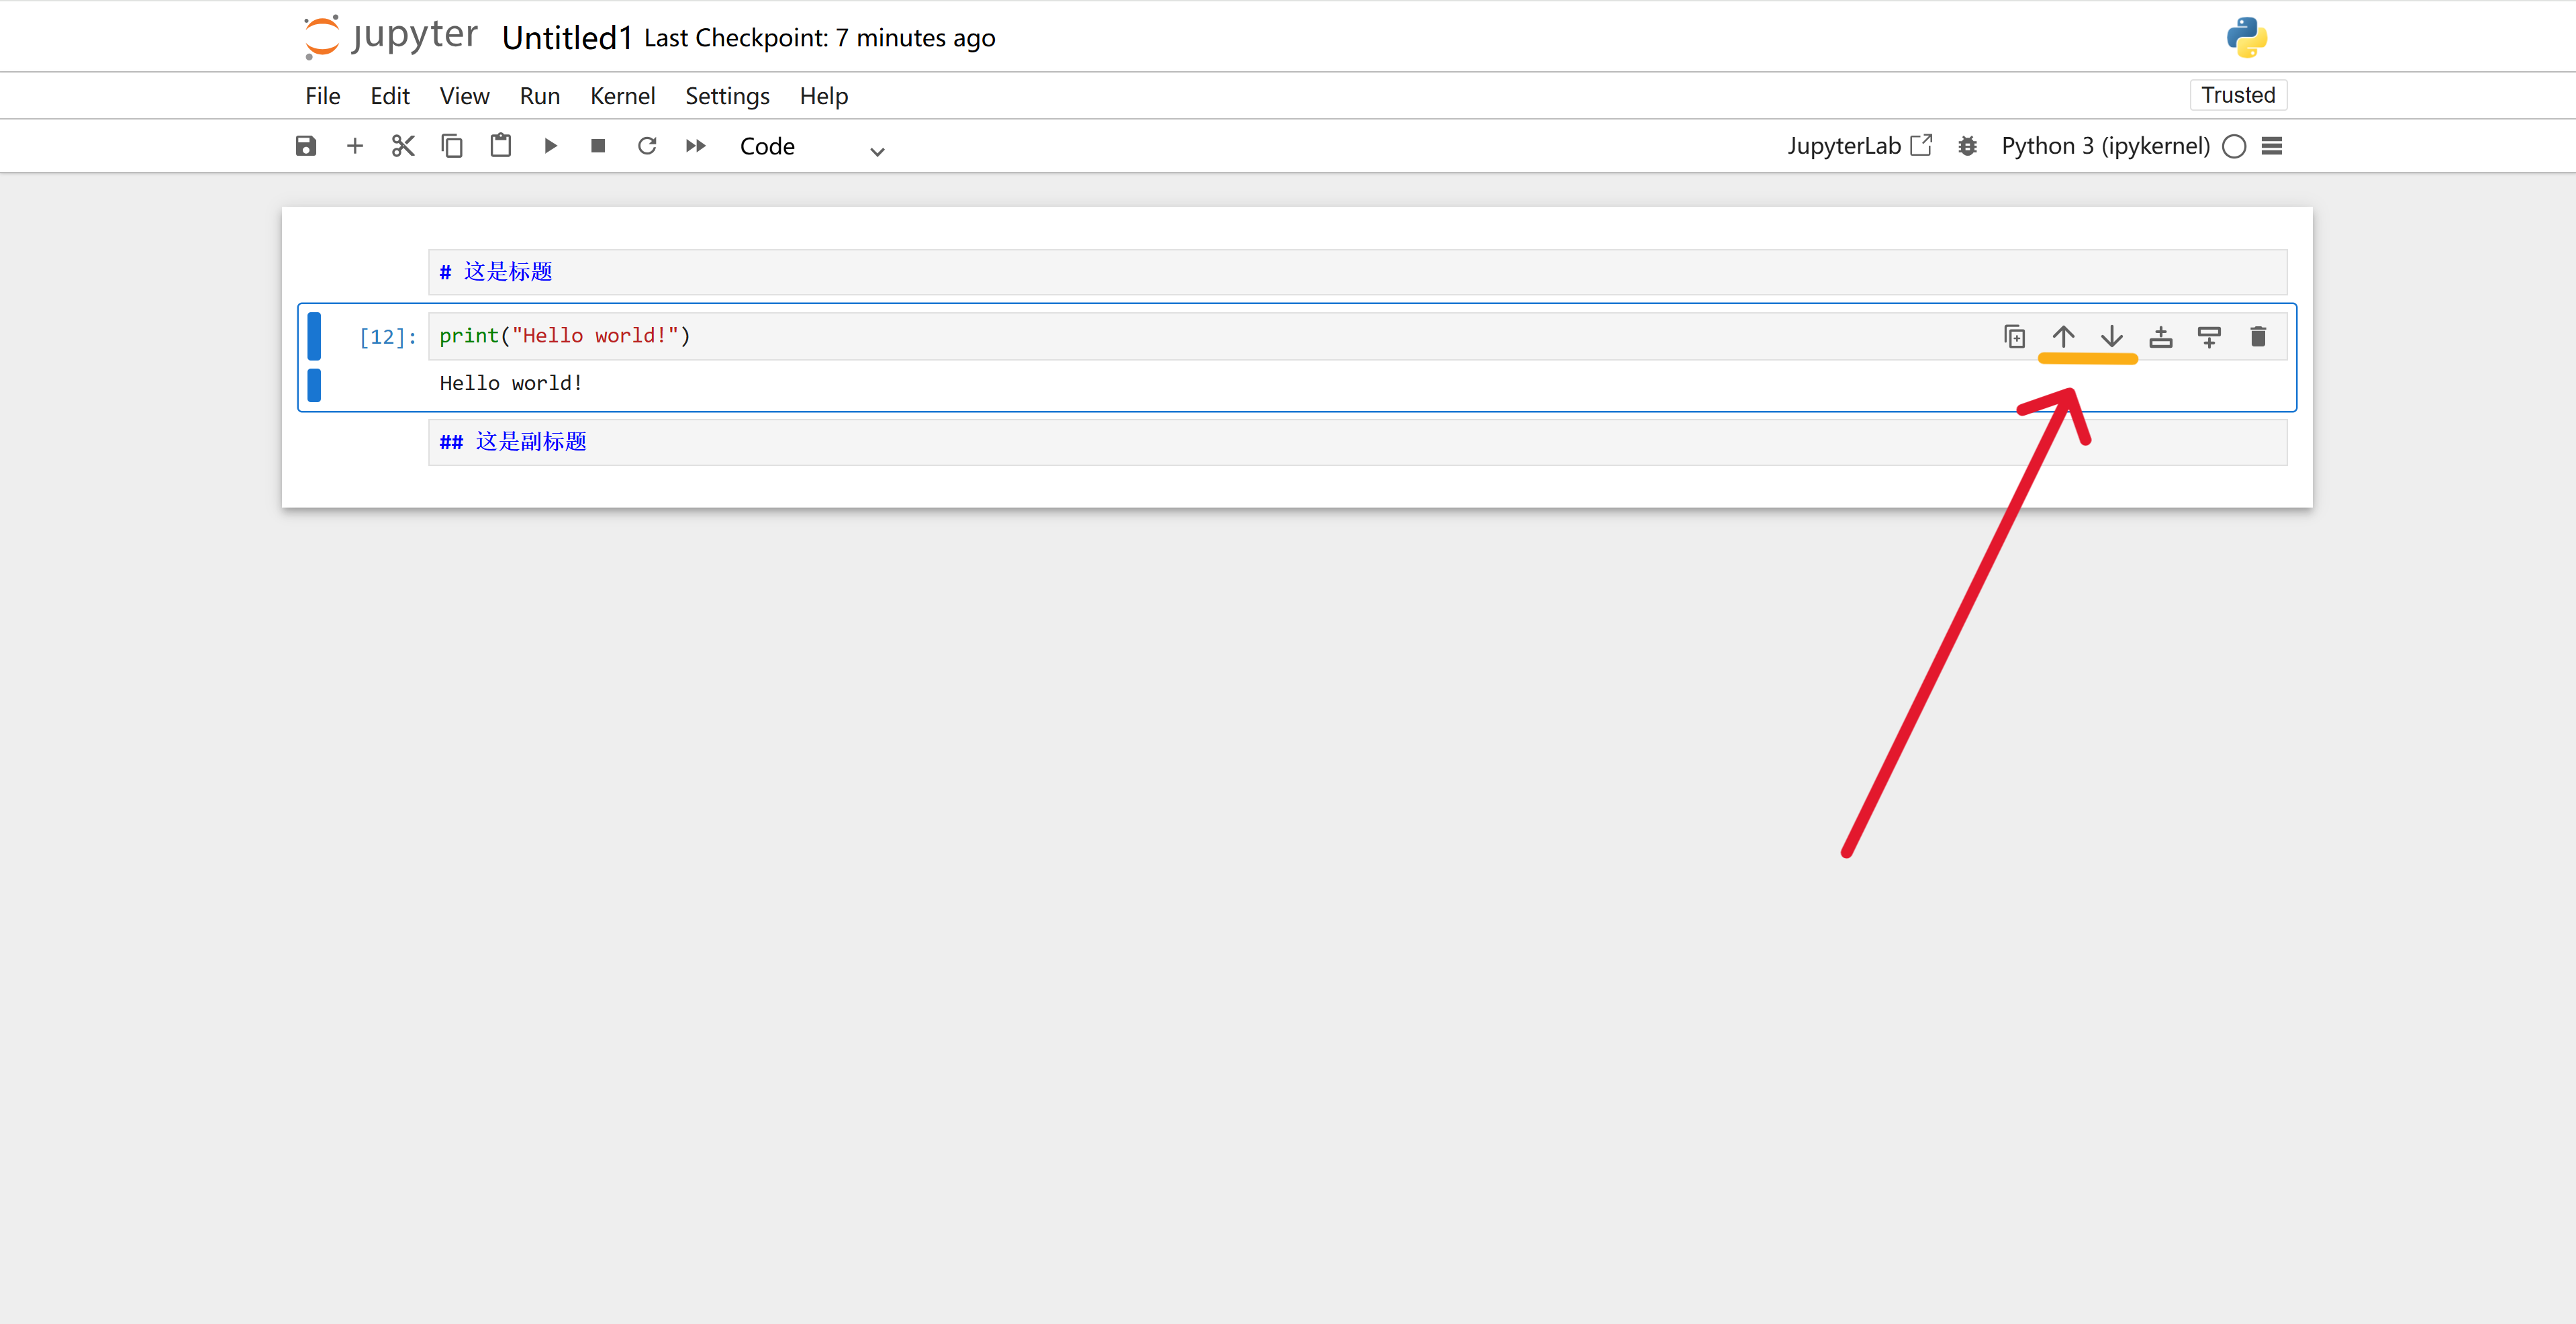 jupyter Untitled1 Last Checkpoint: 7 minutes ago
File Edit View Run Kernel Settings Help Trusted
Code JupyterLab Python 3 (ipykernel)
# 这是标题
[12]: print("Hello world!")
Hello world!
## 这是副标题